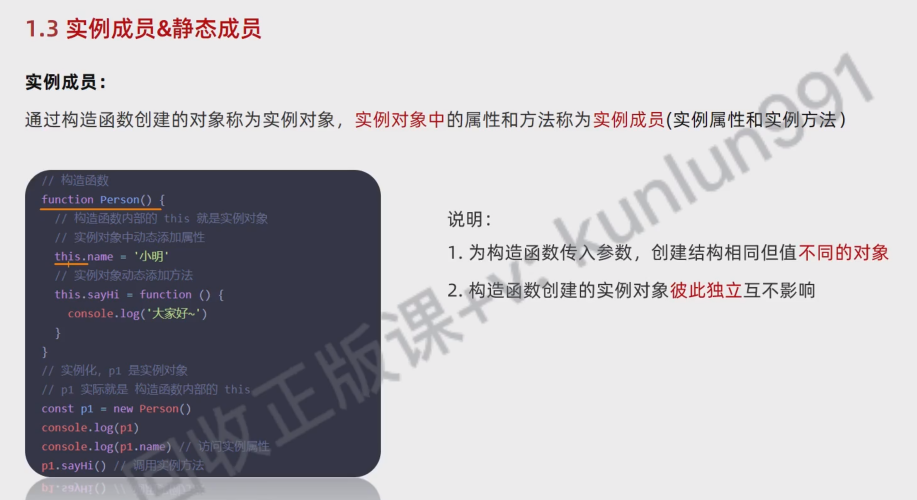 1.3 实例成员&静态成员
实例成员：
通过构造函数创建的对象称为实例对象，实例对象中的属性和方法称为实例成员(实例属性和实例方法）
// 构造函数
function Person() {
// 构造函数内部的 this 就是实例对象
// 实例对象中动态添加属性
this.name = '小明'
// 实例对象动态添加方法
this.sayHi = function () {
console.log('大家好~')
}
}
// 实例化，p1 是实例对象
// p1 实际就是 构造函数内部的 this
const p1 = new Person()
console.log(p1)
console.log(p1.name) // 访问实例属性
p1.sayHi() // 调用实例方法
说明：
1. 为构造函数传入参数，创建结构相同但值不同的对象
2. 构造函数创建的实例对象彼此独立互不影响
回收正版课+v: kunlun991